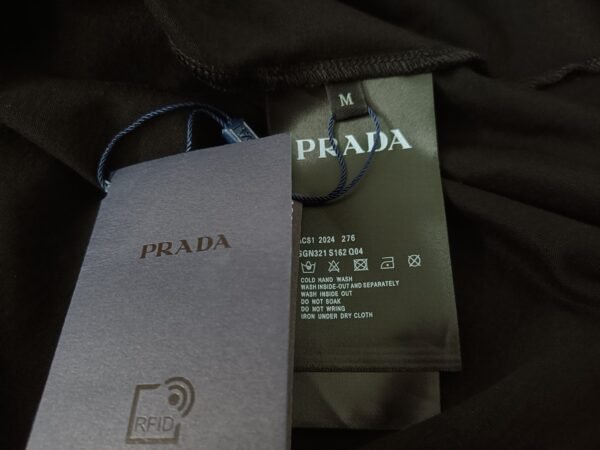 M
PRADA
ACS1 2024 276
SGN321 S162 Q04
COLD HAND WASH
WASH INSIDE-OUT AND SEPARATELY
WASH INSIDE OUT
DO NOT SOAK
DO NOT WRING
IRON UNDER DRY CLOTH
PRADA
RFID